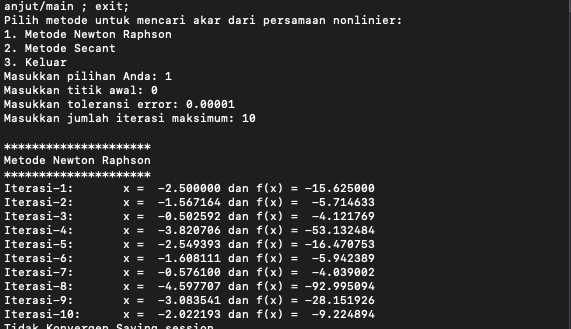 anjut/main ; exit;
Pilih metode untuk mencari akar dari persamaan nonlinier:
1. Metode Newton Raphson
2. Metode Secant
3. Keluar
Masukkan pilihan Anda: 1
Masukkan titik awal: 0
Masukkan toleransi error: 0.00001
Masukkan jumlah iterasi maksimum: 10
*********************
Metode Newton Raphson
*********************
Iterasi-1: x = -2.500000 dan f(x) = -15.625000
Iterasi-2: x = -1.567164 dan f(x) = -5.714633
Iterasi-3: x = -0.502592 dan f(x) = -4.121769
Iterasi-4: x = -3.820706 dan f(x) = -53.132484
Iterasi-5: x = -2.549393 dan f(x) = -16.470753
Iterasi-6: x = -1.608111 dan f(x) = -5.942389
Iterasi-7: x = -0.576100 dan f(x) = -4.039002
Iterasi-8: x = -4.597707 dan f(x) = -92.995094
Iterasi-9: x = -3.083541 dan f(x) = -28.151926
Iterasi-10: x = -2.022193 dan f(x) = -9.224894
Tidak Konvergen Saving session